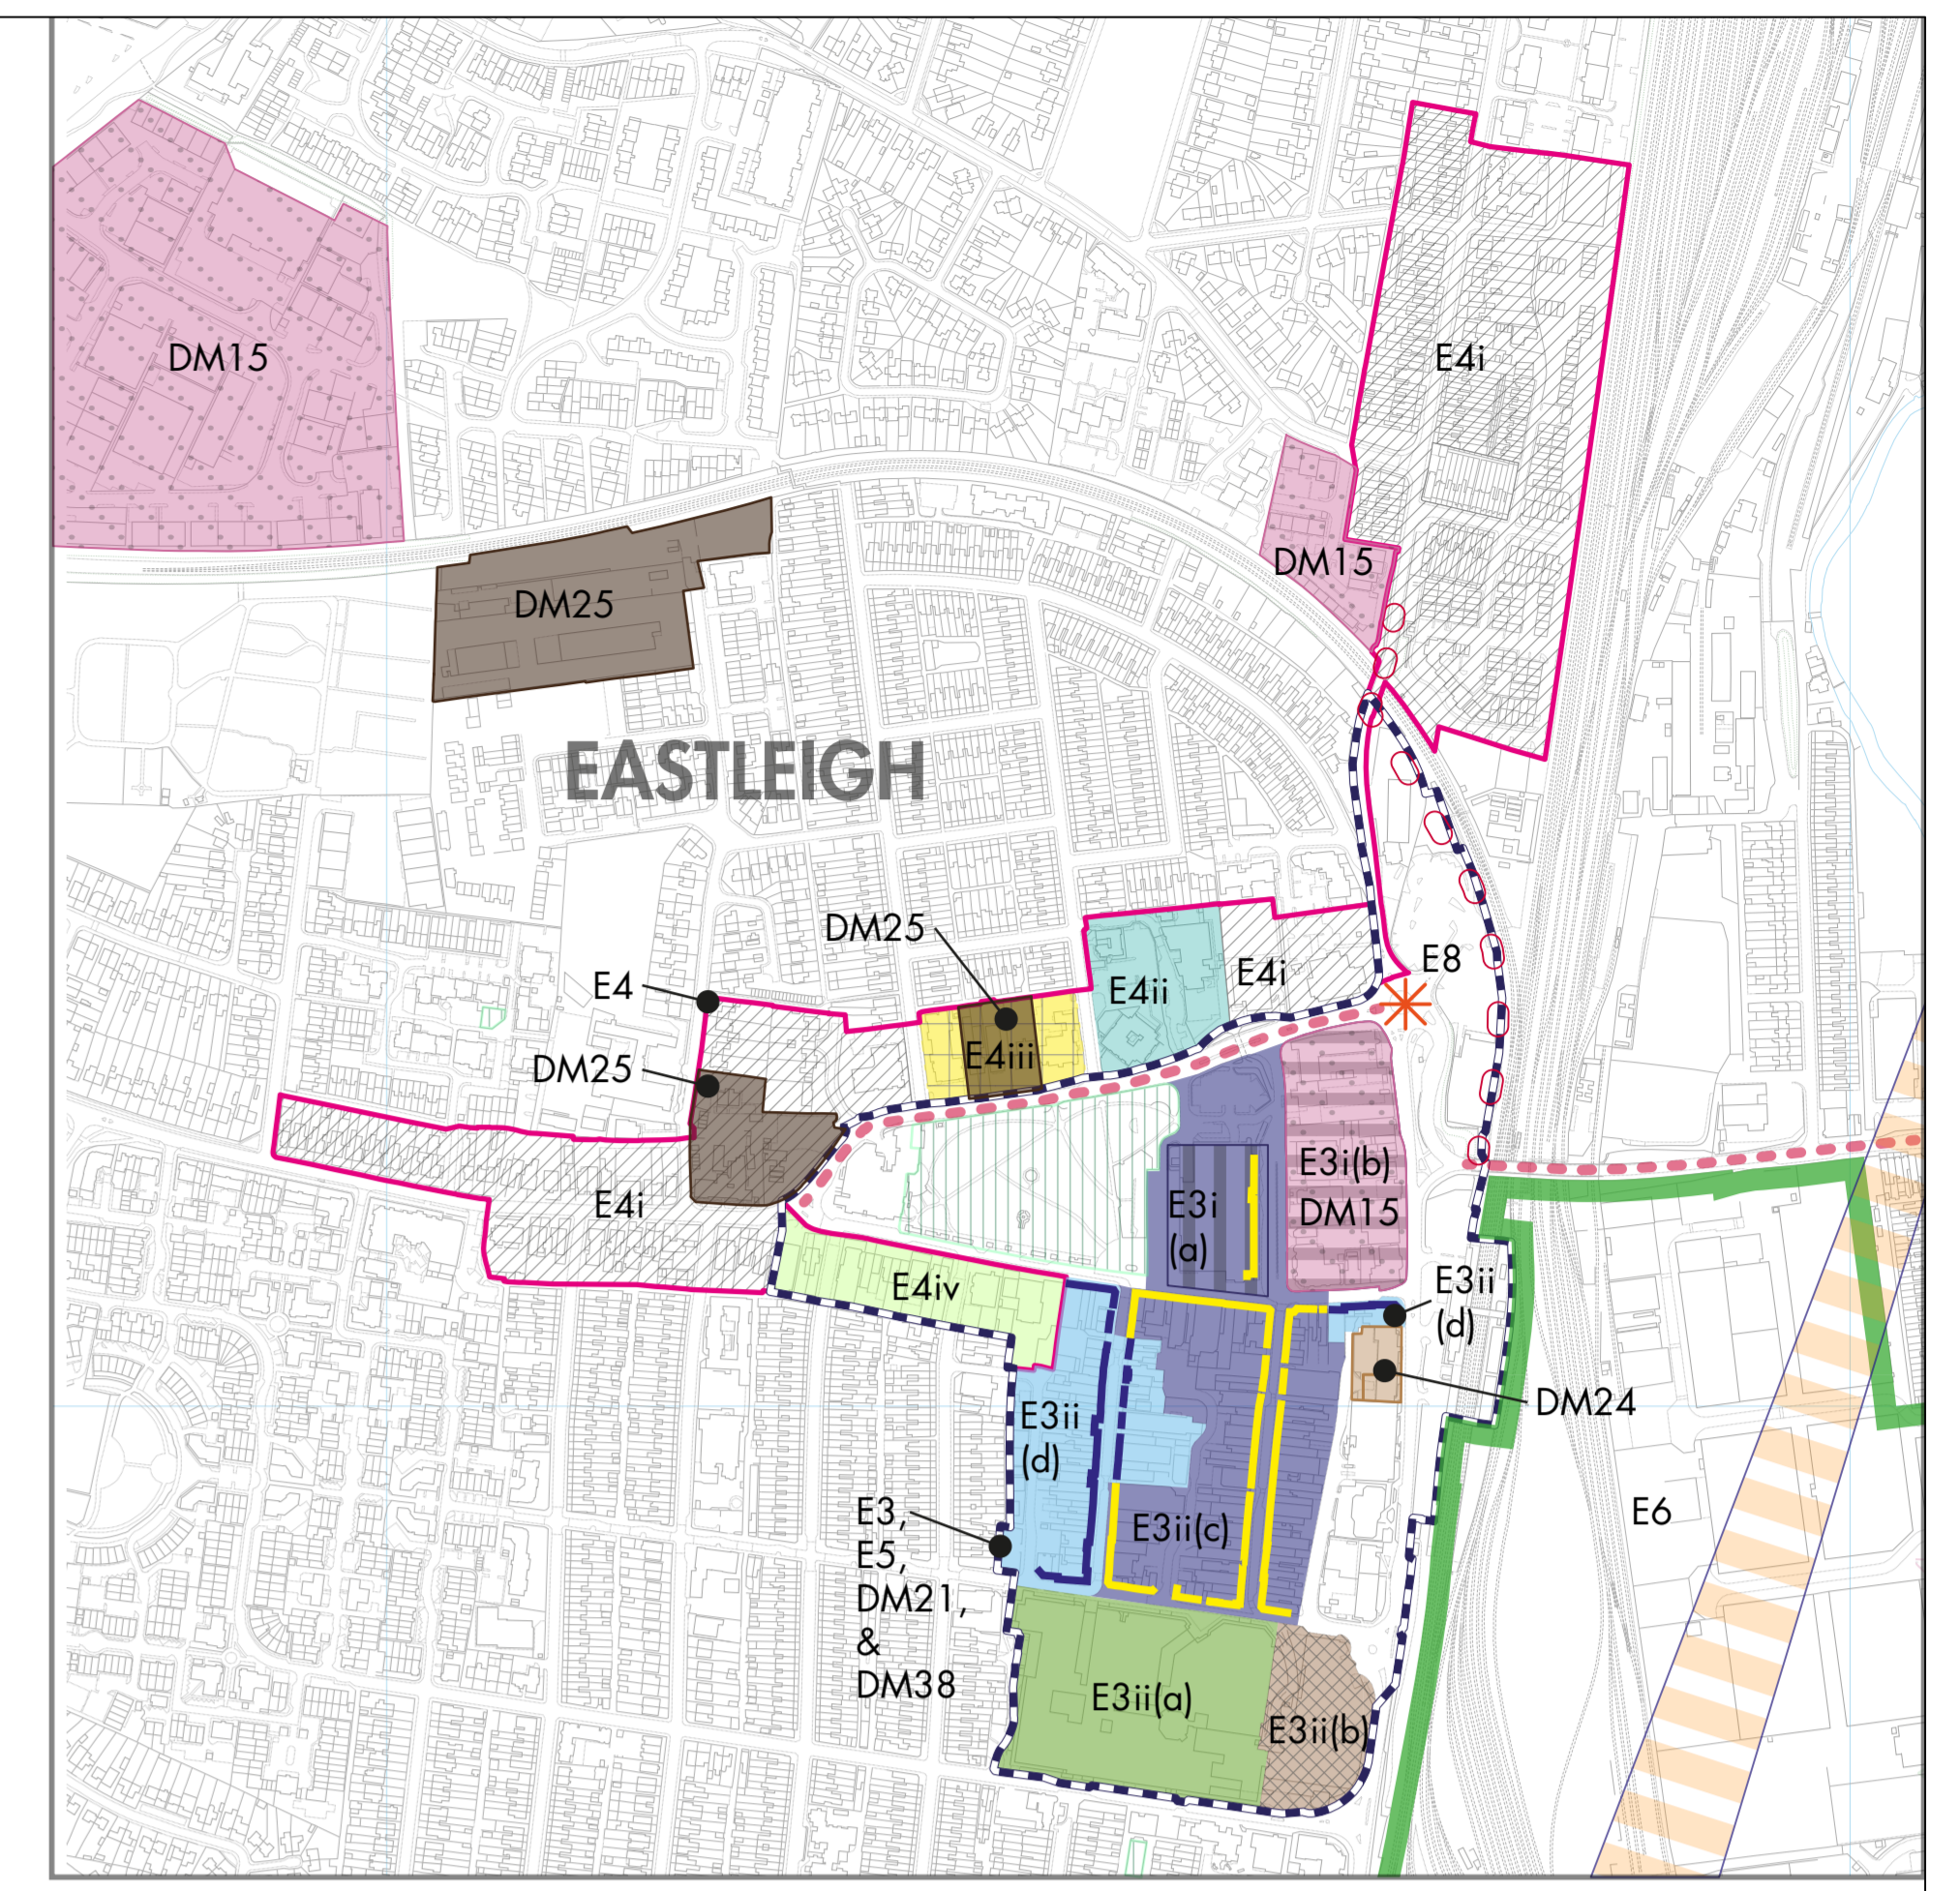 DM15
E4i
DM15
DM25
EASTLEIGH
DM25
E8
E4i
E4ii
E4
E4iii
DM25
E3i(b)
DM15
E3i
(a)
E4i
E4iv
E3ii
(d)
DM24
E3ii
(d)
E3,
E5,
DM21,
&
DM38
E3ii(c)
E6
E3ii(a)
E3ii(b)